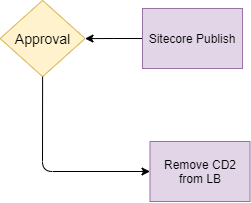 Approval
Sitecore Publish
Remove CD2
from LB